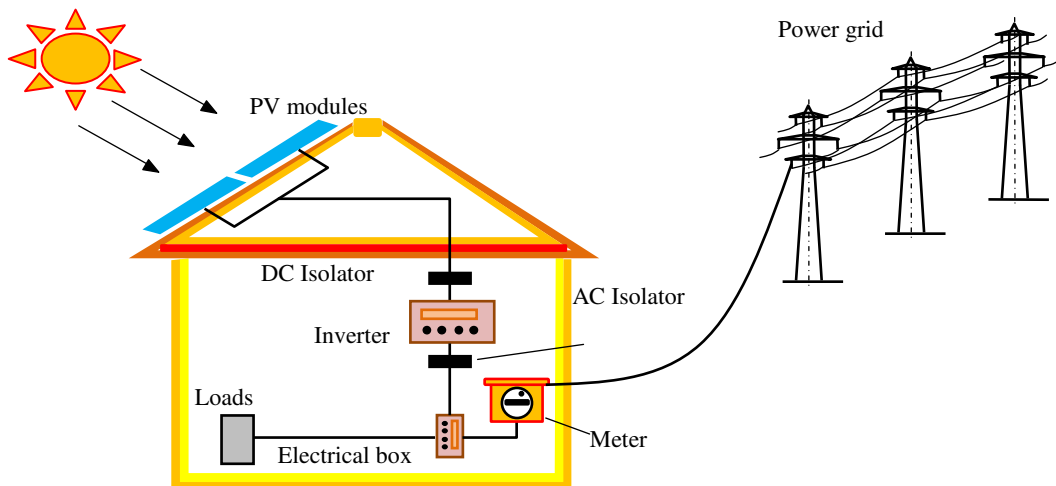 Power grid
PV modules
DC Isolator
AC Isolator
Inverter
Loads
Meter
Electrical box